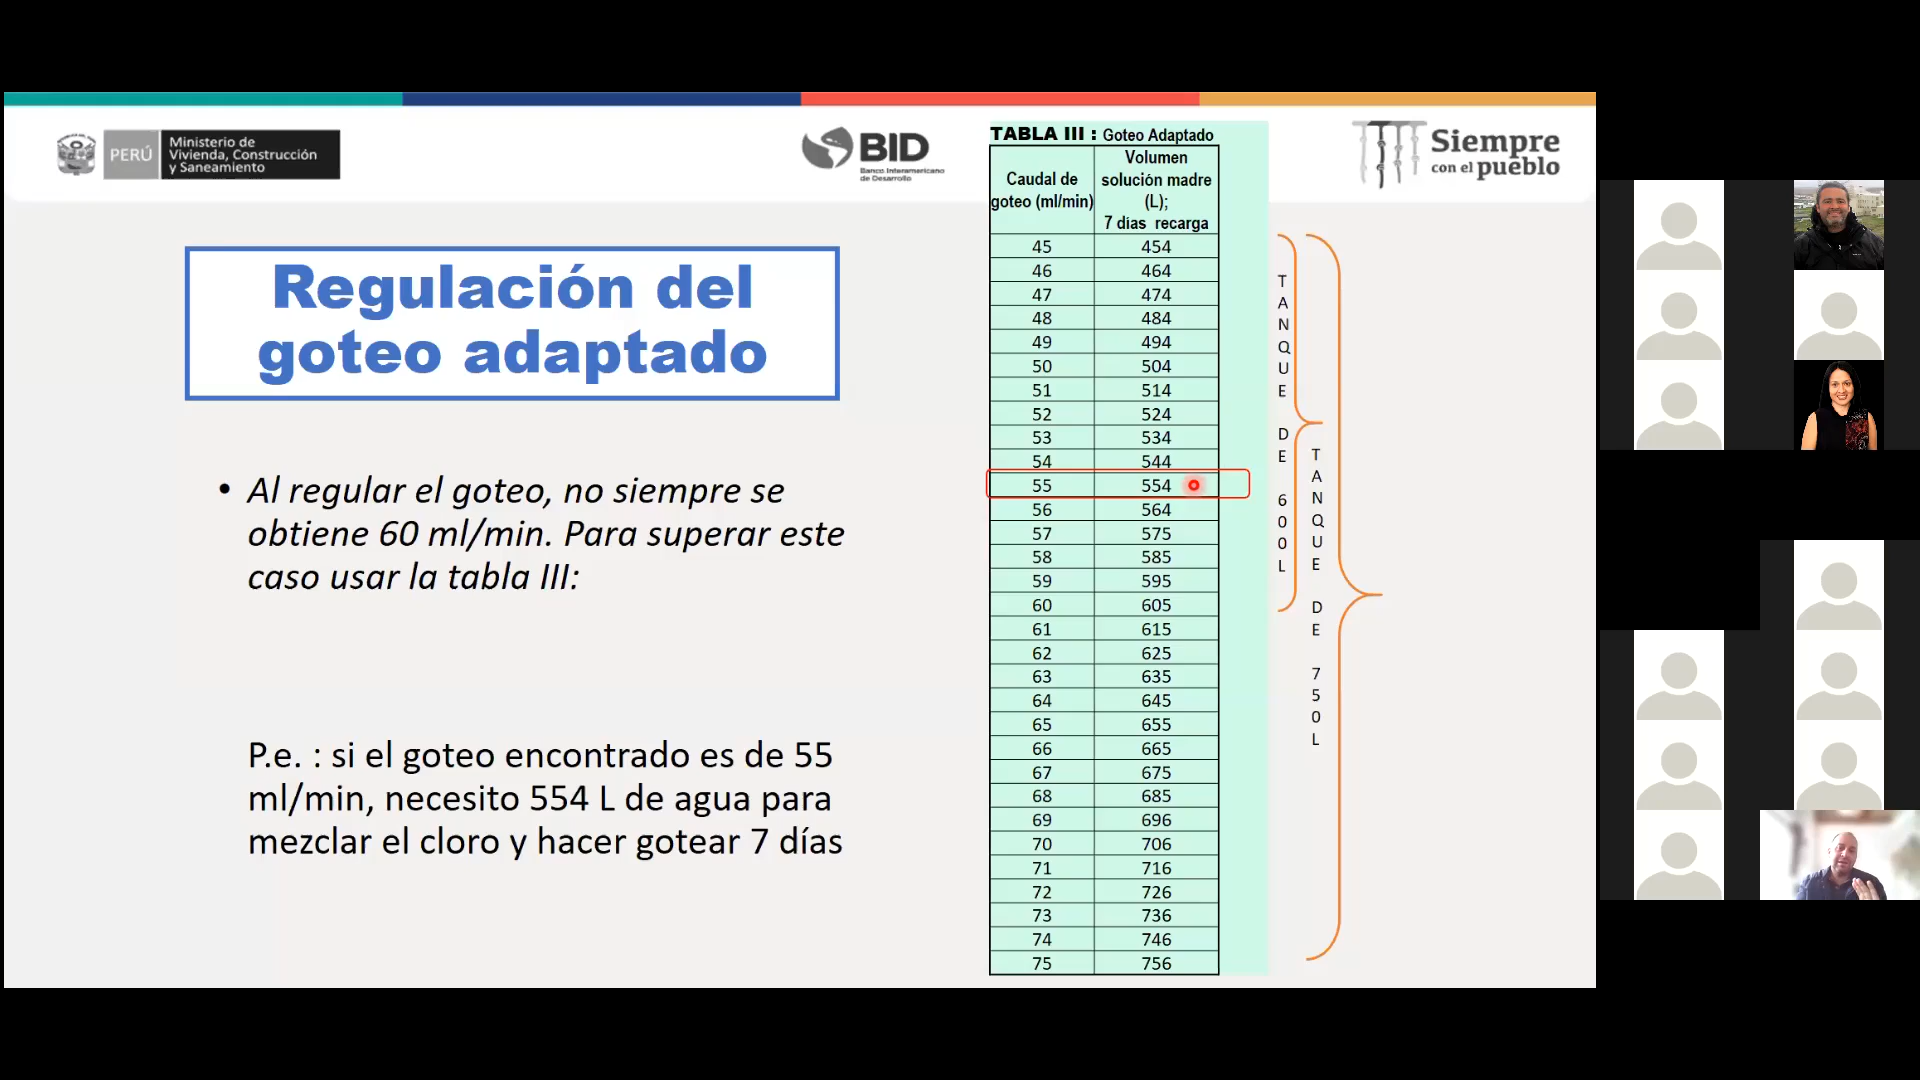 PERÚ
Ministerio de
Vivienda, Construcción
y Saneamiento
BID
Banco Interamericano
de Desarrollo
Siempre
con el pueblo
Regulación del
goteo adaptado
• Al regular el goteo, no siempre se
obtiene 60 ml/min. Para superar este
caso usar la tabla III:
P.e. : si el goteo encontrado es de 55
ml/min, necesito 554 L de agua para
mezclar el cloro y hacer gotear 7 días
TABLA III : Goteo Adaptado
Caudal de
goteo (ml/min)
Volumen
solución madre
(L);
7 dias recarga
45 454
46 464
47 474
48 484
49 494
50 504
51 514
52 524
53 534
54 544
55 554
56 564
57 575
58 585
59 595
60 605
61 615
62 625
63 635
64 645
65 655
66 665
67 675
68 685
69 696
70 706
71 716
72 726
73 736
74 746
75 756
TANQUE DE 600L
TANQUE DE 750L